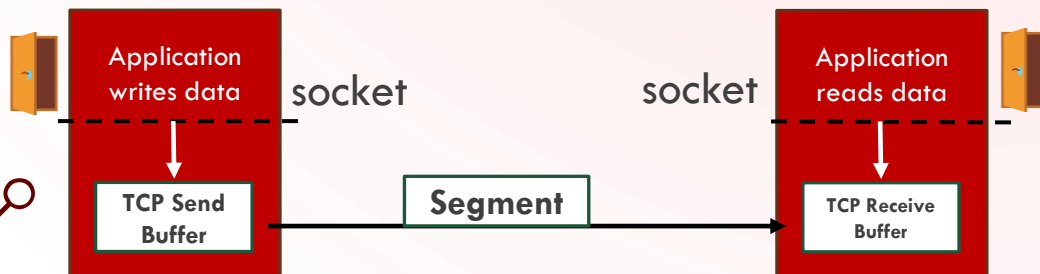 Application
writes data
socket
socket
Application
reads data
TCP Send
Buffer
Segment
TCP Receive
Buffer